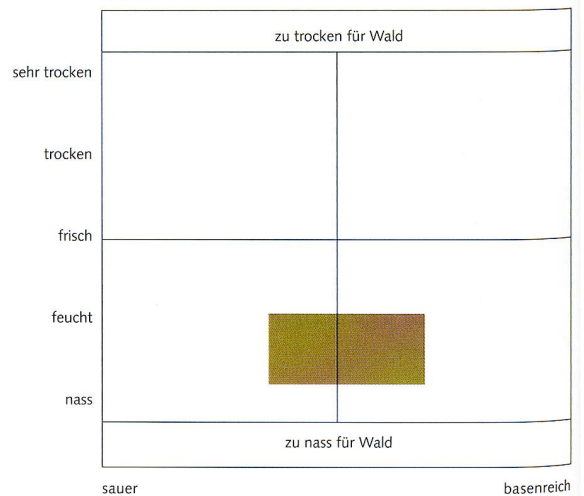 zu trocken für Wald
sehr trocken
trocken
frisch
feucht
nass
zu nass für Wald
sauer
basenreich